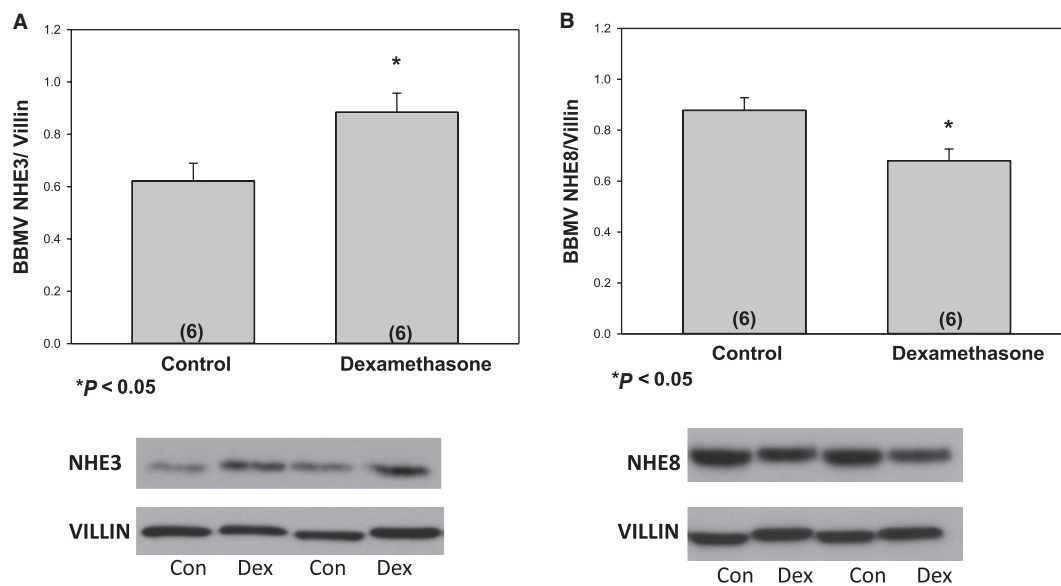 A
BBMV NHE3/ Villin
1.2
1.0
0.8
0.6
0.4
0.2
0.0
*
(6)
(6)
Control
Dexamethasone
*P < 0.05
NHE3
VILLIN
Con Dex Con Dex
B
BBMV NHE8/Villin
1.2
1.0
0.8
0.6
0.4
0.2
0.0
*
(6)
(6)
Control
Dexamethasone
*P < 0.05
NHE8
VILLIN
Con Dex Con Dex